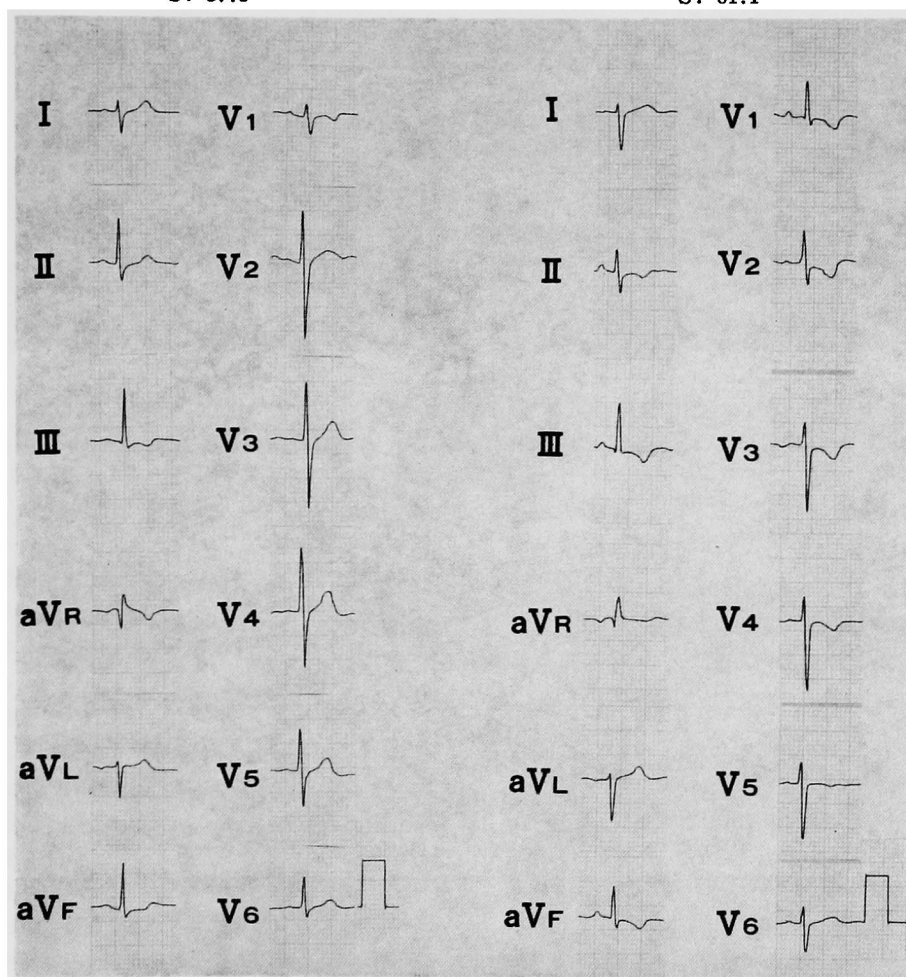 I V1 I V1
II V2 II V2
III V3 III V3
aVR V4 aVR V4
aVL V5 aVL V5
aVF V6 aVF V6